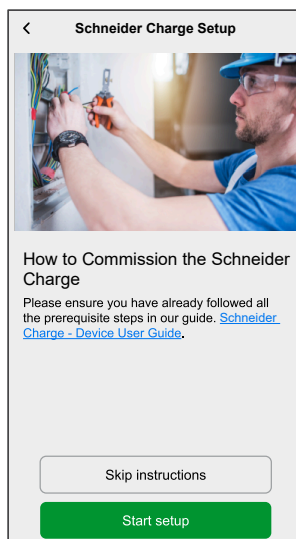 Schneider Charge Setup
How to Commission the Schneider
Charge
Please ensure you have already followed all
the prerequisite steps in our guide. Schneider
Charge - Device User Guide.
Skip instructions
Start setup